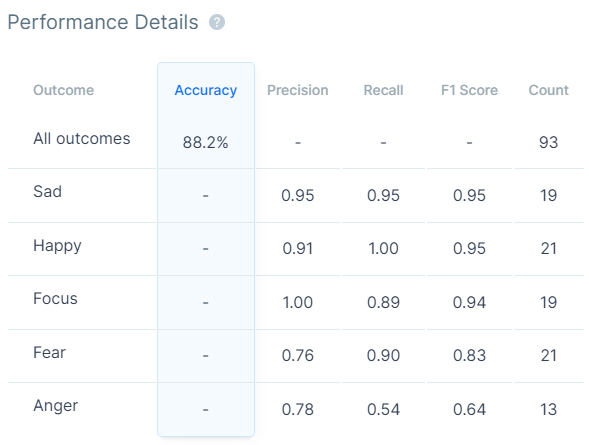 Performance Details ?
Outcome Accuracy Precision Recall F1 Score Count
All outcomes 88.2% - - - 93
Sad - 0.95 0.95 0.95 19
Happy - 0.91 1.00 0.95 21
Focus - 1.00 0.89 0.94 19
Fear - 0.76 0.90 0.83 21
Anger - 0.78 0.54 0.64 13